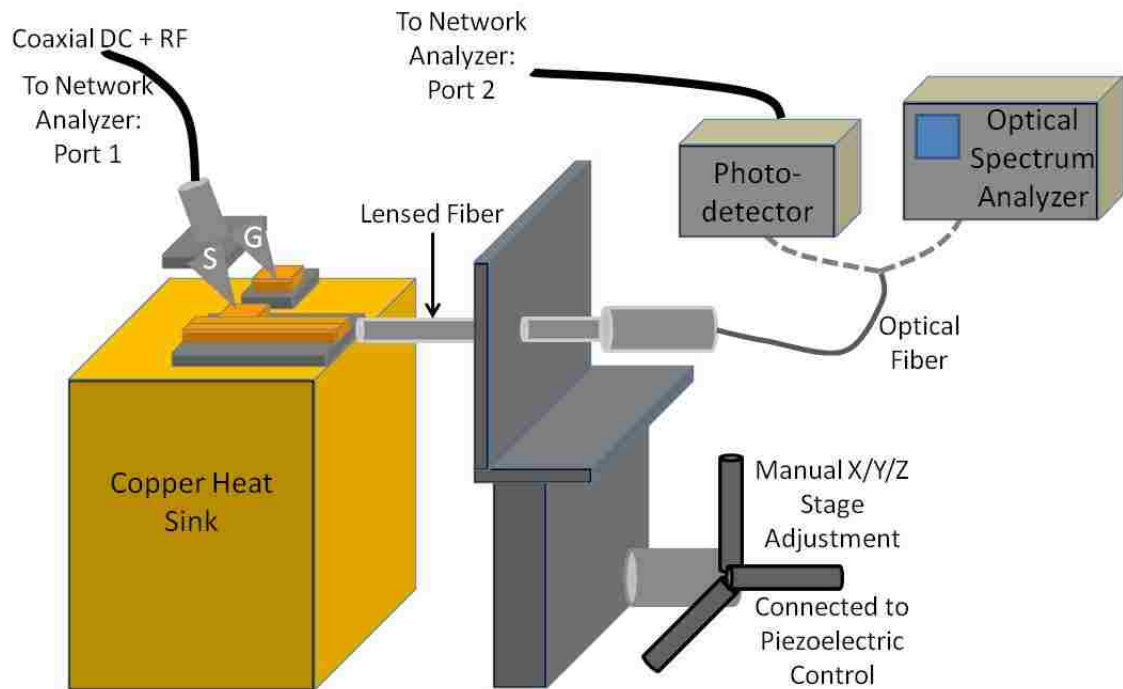 Coaxial DC + RF
To Network
Analyzer:
Port 1
To Network
Analyzer:
Port 2
Optical
Spectrum
Analyzer
Photo-
detector
Lensed Fiber
S
G
Optical
Fiber
Copper Heat
Sink
Manual X/Y/Z
Stage
Adjustment
Connected to
Piezoelectric
Control